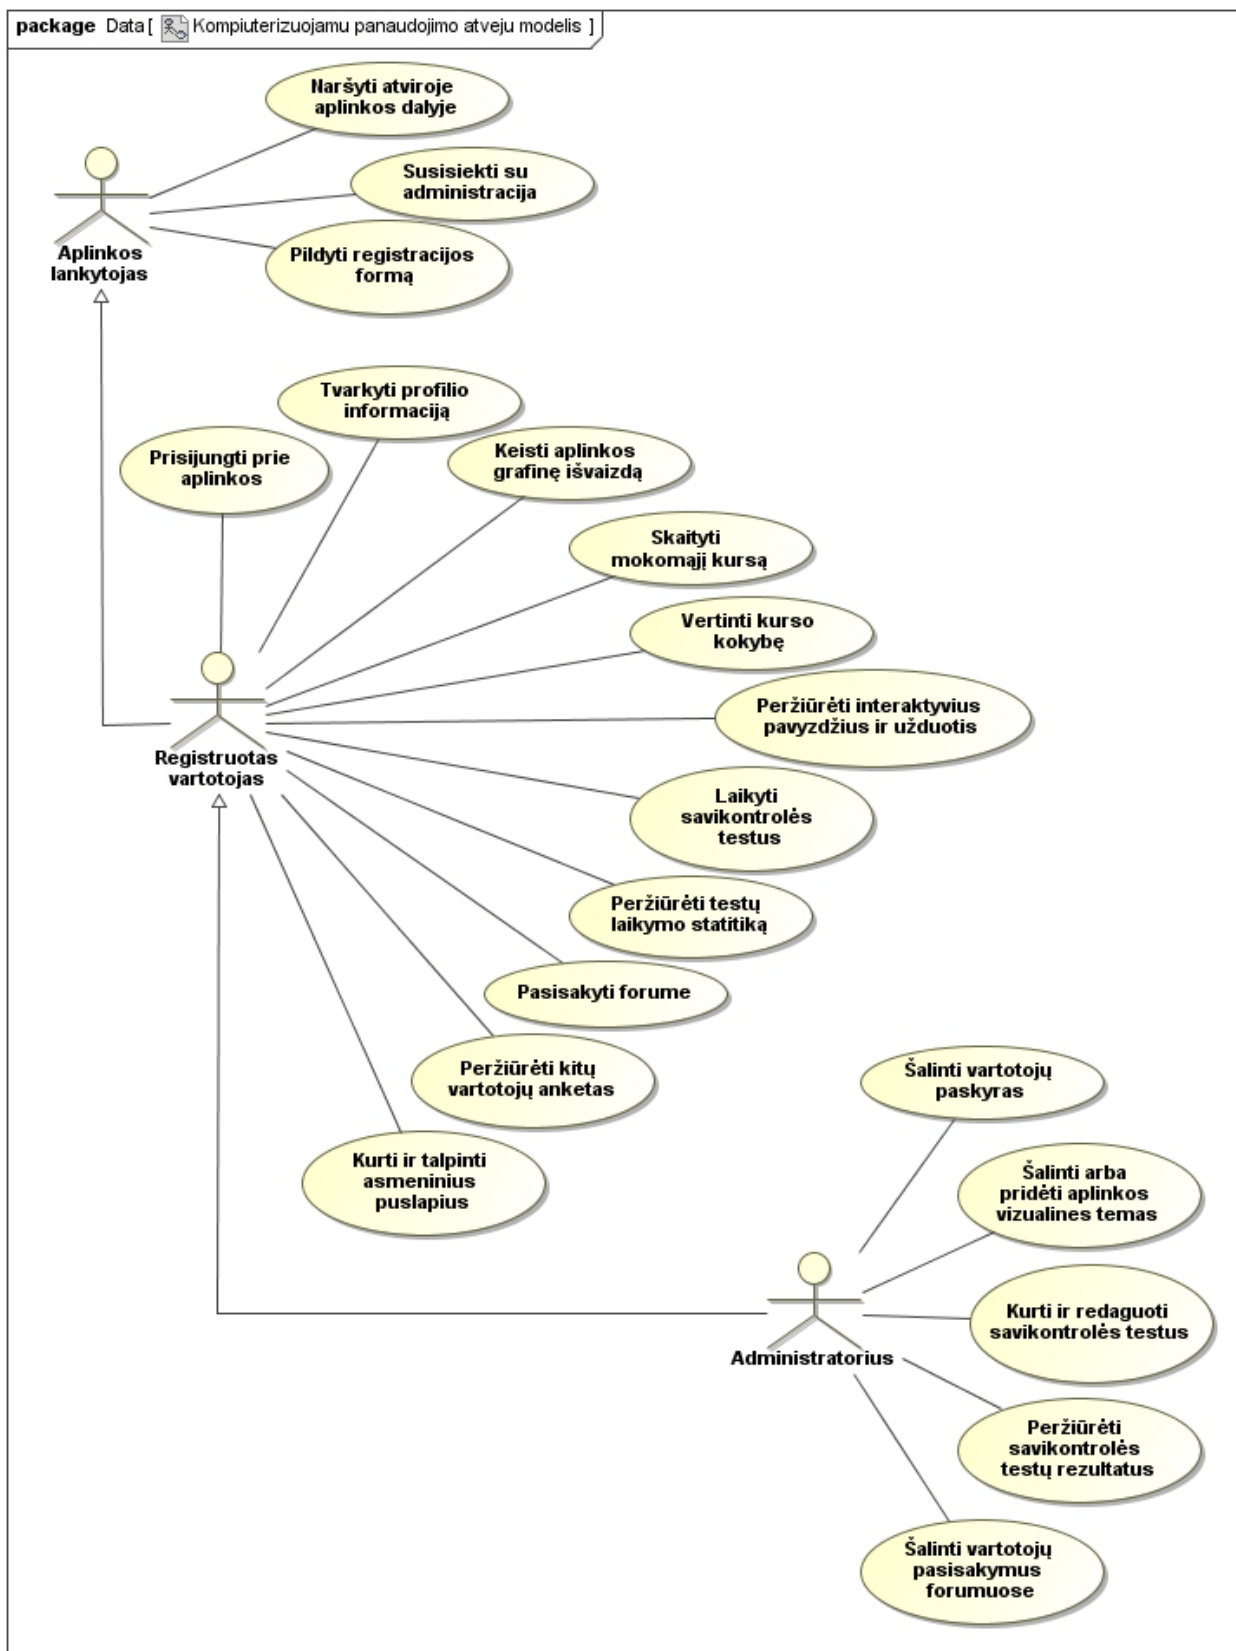 package Data [ Kompiuterizuojamu panaudojimo atveju modelis ]
Naršyti atviroje
aplinkos dalyje
Susisiekti su
administracija
Aplinkos
lankytojas
Pildyti registracijos
formą
Tvarkyti profilio
informaciją
Prisijungti prie
aplinkos
Keisti aplinkos
grafinę išvaizdą
Skaityti
mokomąjį kursą
Vertinti kurso
kokybę
Peržiūrėti interaktyvius
pavyzdžius ir užduotis
Registruotas
vartotojas
Laikyti
savikontrolės
testus
Peržiūrėti testų
laikymo statitiką
Pasisakyti forume
Peržiūrėti kitų
vartotojų anketas
Kurti ir talpinti
asmeninius
puslapius
Šalinti vartotojų
paskyras
Šalinti arba
pridėti aplinkos
vizualines temas
Kurti ir redaguoti
savikontrolės testus
Administratorius
Peržiūrėti
savikontrolės
testų rezultatus
Šalinti vartotojų
pasisakymus
forumuose